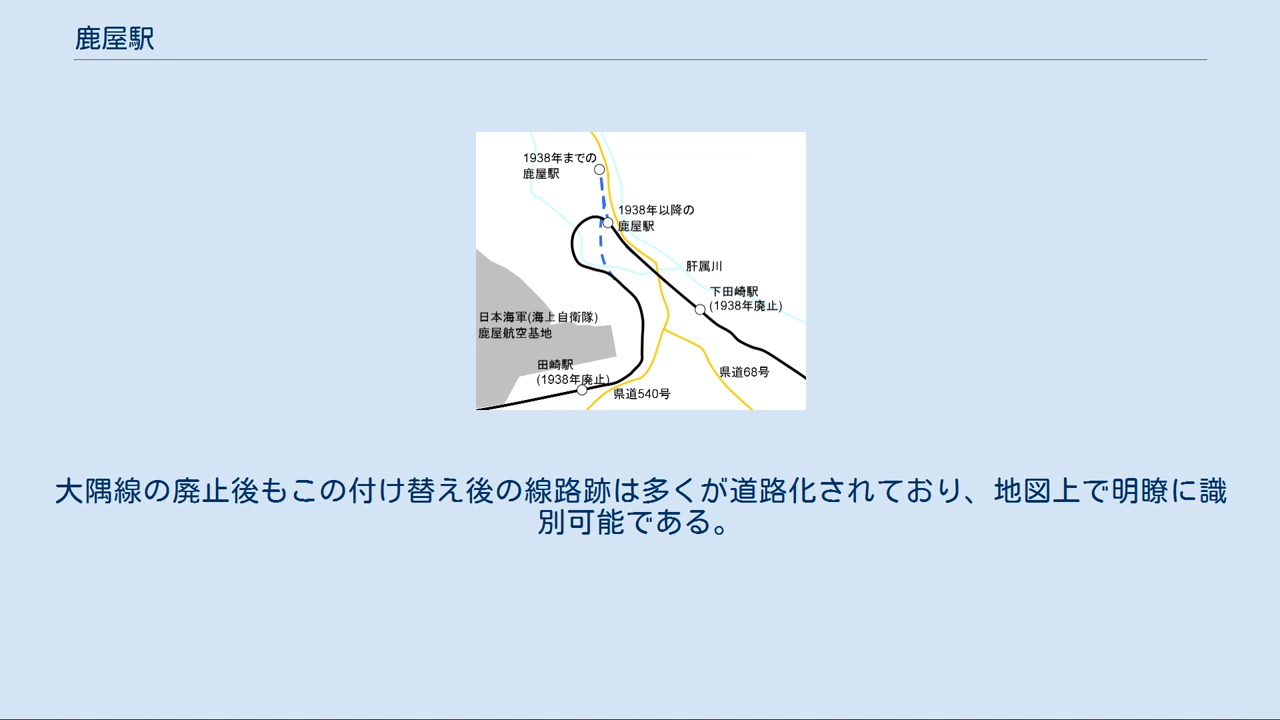 鹿屋駅
1938年までの
鹿屋駅
1938年以降の
鹿屋駅
肝属川
下田崎駅
(1938年廃止)
日本海軍(海上自衛隊)
鹿屋航空基地
田崎駅
(1938年廃止)
県道68号
県道540号
大隅線の廃止後もこの付け替え後の線路跡は多くが道路化されており、地図上で明瞭に識
別可能である。